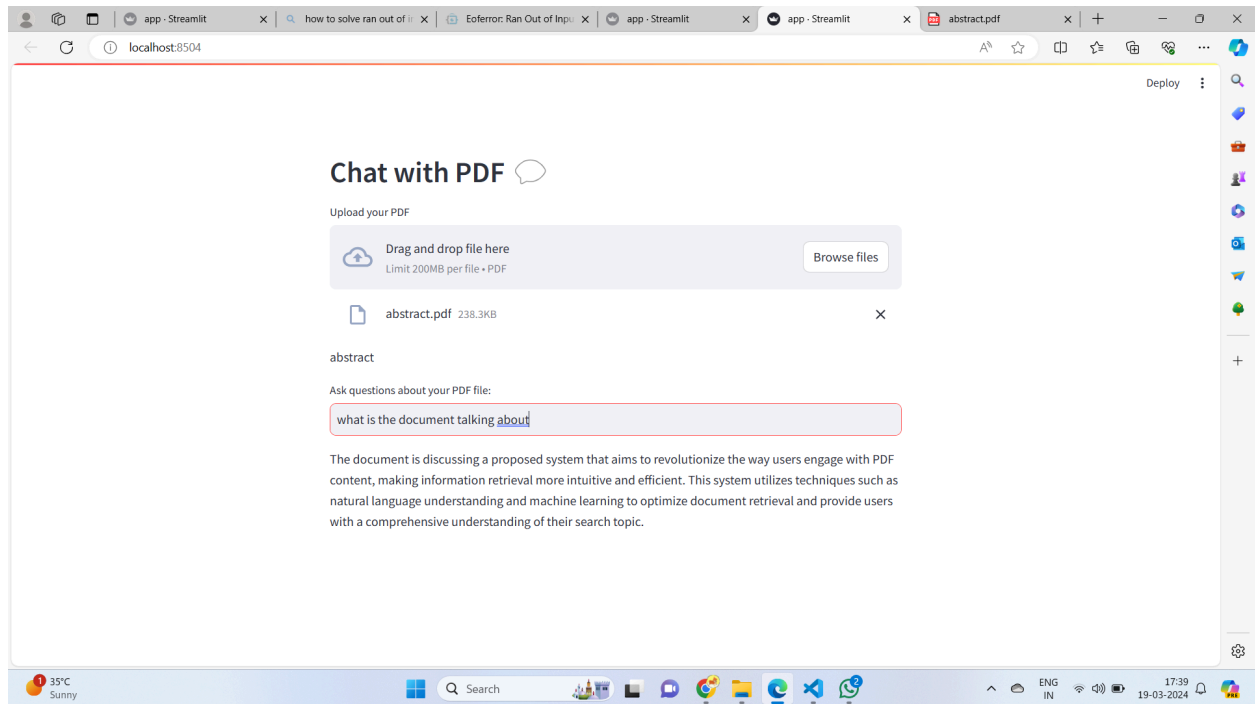 app · Streamlit
how to solve ran out of in
Eoferror: Ran Out of Inpu
app · Streamlit
app · Streamlit
abstract.pdf
localhost:8504
Deploy
Chat with PDF
Upload your PDF
Drag and drop file here
Limit 200MB per file • PDF
Browse files
abstract.pdf 238.3KB
abstract
Ask questions about your PDF file:
what is the document talking about
The document is discussing a proposed system that aims to revolutionize the way users engage with PDF
content, making information retrieval more intuitive and efficient. This system utilizes techniques such as
natural language understanding and machine learning to optimize document retrieval and provide users
with a comprehensive understanding of their search topic.
1
35°C
Sunny
Search
2
ENG
IN
17:39
19-03-2024
PRE